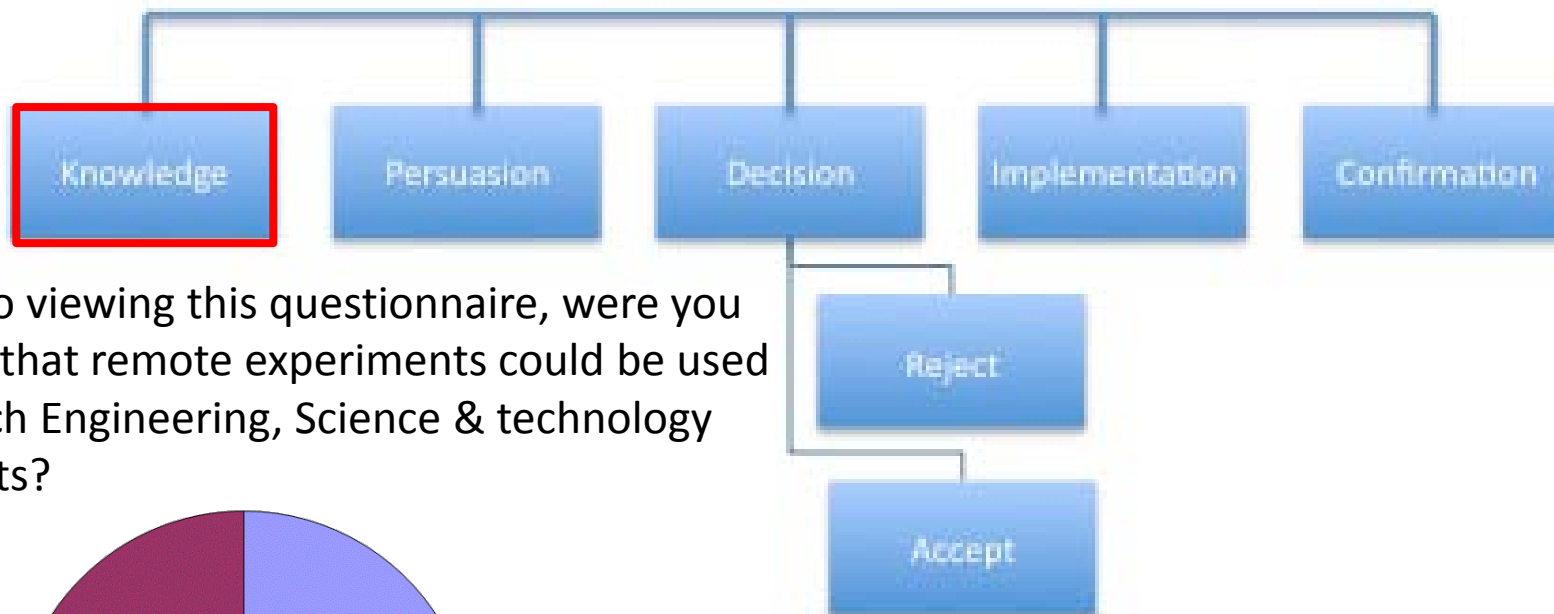 Knowledge
Persuasion
Decision
Implementation
Confirmation
o viewing this questionnaire, were you
that remote experiments could be used
ch Engineering, Science & technology
ts?
Reject
Accept